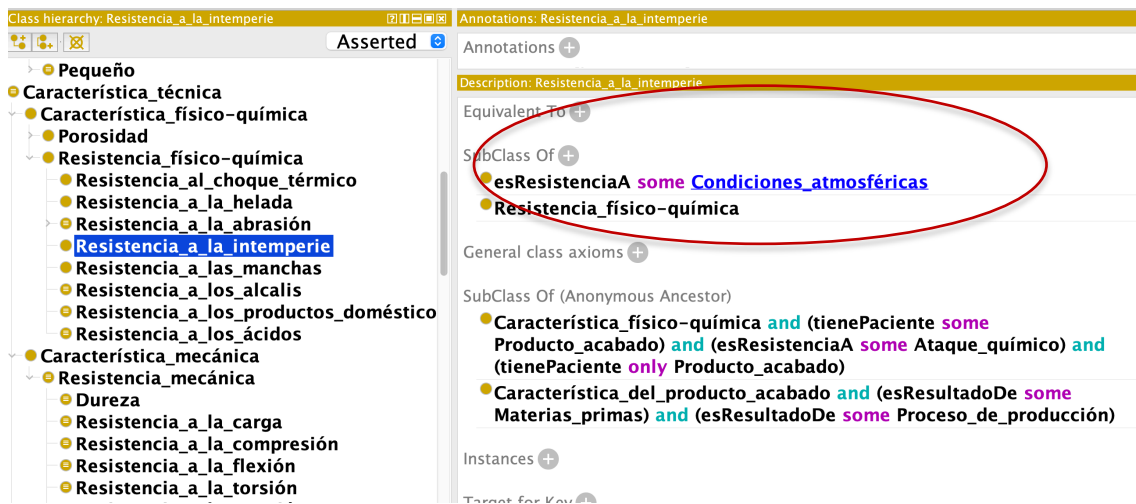 Class hierarchy: Resistencia_a_la_intemperie
Asserted
Pequeño
Característica_técnica
Característica_físico-química
Porosidad
Resistencia_físico-química
Resistencia_al_choque_térmico
Resistencia_a_la_helada
Resistencia_a_la_abrasión
Resistencia_a_la_intemperie
Resistencia_a_las_manchas
Resistencia_a_los_alcalis
Resistencia_a_los_productos_doméstico
Resistencia_a_los_ácidos
Característica_mecánica
Resistencia_mecánica
Dureza
Resistencia_a_la_carga
Resistencia_a_la_compresión
Resistencia_a_la_flexión
Resistencia_a_la_torsión
Annotations: Resistencia_a_la_intemperie
Annotations
Description: Resistencia_a_la_intemperie
Equivalent To
SubClass Of
esResistenciaA some Condiciones_atmosféricas
Resistencia_físico-química
General class axioms
SubClass Of (Anonymous Ancestor)
Característica_físico-química and (tienePaciente some
Producto_acabado) and (esResistenciaA some Ataque_químico) and
(tienePaciente only Producto_acabado)
Característica_del_producto_acabado and (esResultadoDe some
Materias_primas) and (esResultadoDe some Proceso_de_producción)
Instances
Target for Key